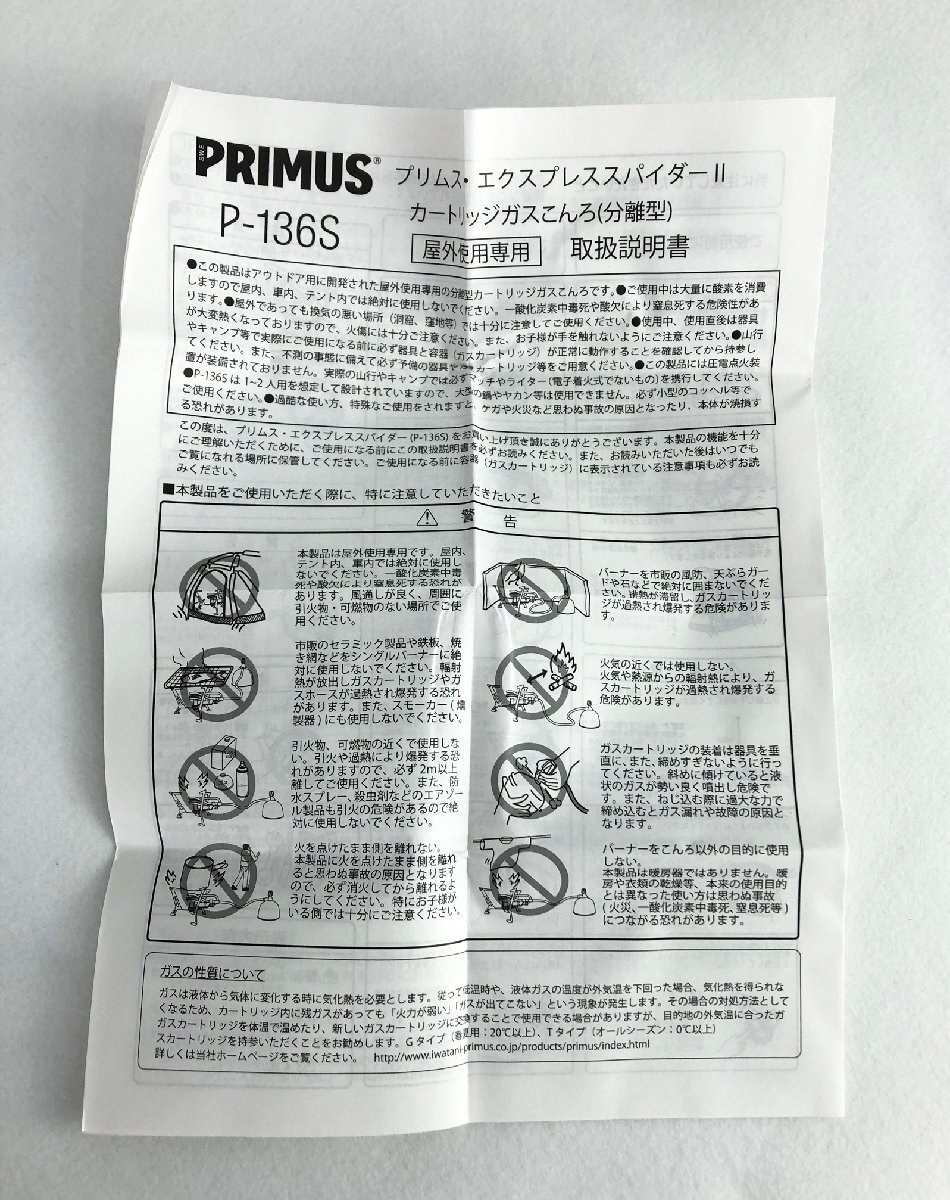 SWE
PRIMUS®
プリムス・エクスプレススパイダー II
P-136S
カートリッジガスこんろ(分離型)
屋外使用専用 取扱説明書
●この製品はアウトドア用に開発された屋外使用専用の分離型カートリッジガスこんろです。●ご使用中は大量に酸素を消費
しますので屋内、車内、テント内では絶対に使用しないでください。一酸化炭素中毒死や酸欠により窒息死する危険性があ
ります。●屋外であっても換気の悪い場所（洞窟、窪地等）では十分に注意してご使用ください。●使用中、使用直後は器具
が大変熱くなっておりますので、火傷には十分ご注意ください。また、お子様が手を触れないようにご注意ください。●山行
やキャンプ等で実際にご使用になる前に必ず器具と容器（ガスカートリッジ）が正常に動作することを確認してから持参し
てください。また、不測の事態に備えて必ず予備の器具やカートリッジ等をご用意ください。●この製品には圧電点火装
置が装備されておりません。実際の山行やキャンプでは必ずマッチやライター(電子着火式でないもの)を携行してください。
●P-136S は 1~2 人用を想定して設計されていますので、大型の鍋やヤカン等は使用できません。必ず小型のコッヘル等で
ご使用ください。●過酷な使い方、特殊なご使用をされますと、ケガや火災など思わぬ事故の原因となったり、本体が焼損す
る恐れがあります。
この度は、プリムス・エクスプレススパイダー (P-136S) をお買い上げ頂き誠にありがとうございます。本製品の機能を十分
にご理解いただくために、ご使用になる前にこの取扱説明書を必ずお読みください。また、お読みいただいた後はいつでも
ご覧になれる場所に保管してください。ご使用になる前に容器（ガスカートリッジ）に表示されている注意事項も必ずお読
みください。
■本製品をご使用いただく際に、特に注意していただきたいこと
⚠ 警 告
本製品は屋外使用専用です。屋内、
テント内、車内では絶対に使用し
ないでください。一酸化炭素中毒
死や酸欠により窒息死する恐れが
あります。風通しが良く、周囲に
引火物・可燃物のない場所でご使
用ください。
市販のセラミック製品や鉄板、焼
き網などをシングルバーナーに絶
対に使用しないでください。輻射
熱が放出しガスカートリッジやガ
スホースが過熱され爆発する恐れ
があります。また、スモーカー(燻
製器) にも使用しないでください。
引火物、可燃物の近くで使用しな
い。引火や過熱により爆発する恐
れがありますので、必ず 2m以上
離してご使用ください。また、防
水スプレー、殺虫剤などのエアゾー
ル製品も引火の危険があるので絶
対に使用しないでください。
火を点けたまま側を離れない。
本製品に火を点けたまま側を離れ
ると思わぬ事故の原因となります
ので、必ず消火してから離れるよ
うにしてください。特にお子様が
いる側では十分にご注意ください。
バーナーを市販の風防、天ぷらガー
ドや石などで絶対に囲まないでくだ
さい。輻熱が滞留し、ガスカートリッ
ジが過熱され爆発する危険がありま
す。
火気の近くでは使用しない。
火気や熱源からの輻射熱により、ガ
スカートリッジが過熱され爆発する
危険があります。
ガスカートリッジの装着は器具を垂
直に、また、締めすぎないように行っ
てください。斜めに傾けていると液
状のガスが勢い良く噴出し危険で
す。また、ねじ込む際に過大な力で
締め込むとガス漏れや故障の原因と
なります。
バーナーをこんろ以外の目的に使用
しない。
本製品は暖房器ではありません。暖
房や衣類の乾燥等、本来の使用目的
とは異なった使い方は思わぬ事故
(火災、一酸化炭素中毒死、窒息死等)
につながる恐れがあります。
ガスの性質について
ガスは液体から気体に変化する時に気化熱を必要とします。従って低温時や、液体ガスの温度が外気温を下回った場合、気化熱を得られな
くなるため、カートリッジ内に残ガスがあっても「火力が弱い」「ガスが出てこない」という現象が発生します。その場合の対処方法として
ガスカートリッジを体温で温めたり、新しいガスカートリッジに交換することで使用できる場合がありますが、目的地の外気温に合ったガ
スカートリッジを持参いただくことをお勧めします。G タイプ（春夏用：20℃以上）、T タイプ（オールシーズン：0℃以上）
詳しくは当社ホームページをご覧ください。 http://www.iwatani-primus.co.jp/products/primus/index.html